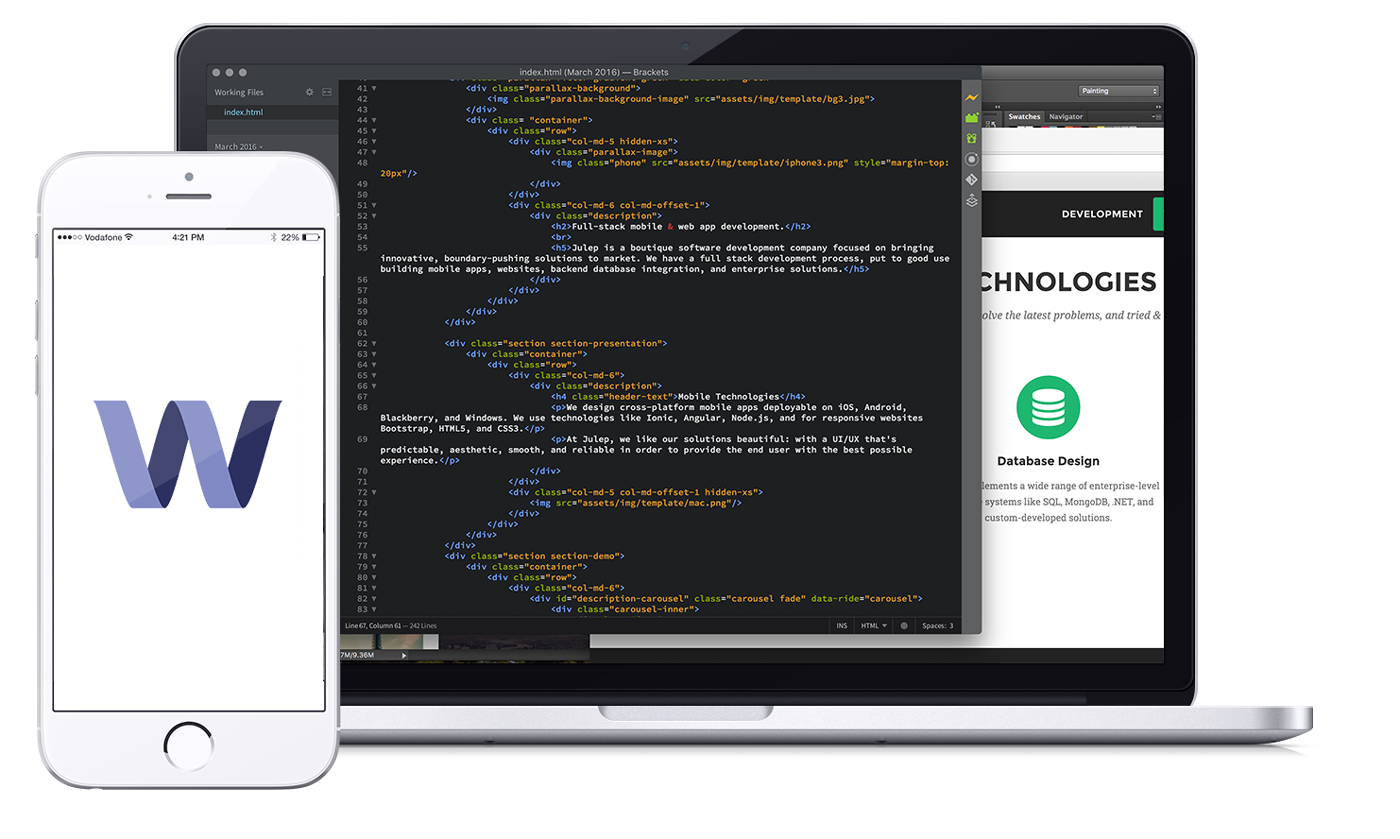 index.html (March 2016) — Brackets
Working Files
index.html
March 2016
41 <div class="parallax-background">
42 <img class="parallax-background-image" src="assets/img/template/bg3.jpg">
43 </div>
44 <div class= "container">
45 <div class="row">
46 <div class="col-md-5 hidden-xs">
47 <div class="parallax-image">
48 <img class="phone" src="assets/img/template/iphone3.png" style="margin-top:
20px"/>
49 </div>
50 </div>
51 <div class="col-md-6 col-md-offset-1">
52 <div class="description">
53 <h2>Full-stack mobile & web app development.</h2>
54 <br>
55 <h5>Julep is a boutique software development company focused on bringing
innovative, boundary-pushing solutions to market. We have a full stack development process, put to good use
building mobile apps, websites, backend database integration, and enterprise solutions.</h5>
56 </div>
57 </div>
58 </div>
59 </div>
60 </div>
61
62 <div class="section section-presentation">
63 <div class="container">
64 <div class="row">
65 <div class="col-md-6">
66 <div class="description">
67 <h4 class="header-text">Mobile Technologies</h4>
68 <p>We design cross-platform mobile apps deployable on iOS, Android,
Blackberry, and Windows. We use technologies like Ionic, Angular, Node.js, and for responsive websites
Bootstrap, HTML5, and CSS3.</p>
69 <p>At Julep, we like our solutions beautiful: with a UI/UX that's
predictable, aesthetic, smooth, and reliable in order to provide the end user with the best possible
experience.</p>
70 </div>
71 </div>
72 <div class="col-md-5 col-md-offset-1 hidden-xs">
73 <img src="assets/img/template/mac.png"/>
74 </div>
75 </div>
76 </div>
77 </div>
78 <div class="section section-demo">
79 <div class="container">
80 <div class="row">
81 <div class="col-md-6">
82 <div id="description-carousel" class="carousel fade" data-ride="carousel">
83 <div class="carousel-inner">
Line 67, Column 61 — 242 Lines
INS HTML Spaces: 3
7M/9.36M
Painting
Swatches Navigator
DEVELOPMENT
CHNOLOGIES
olve the latest problems, and tried &
Database Design
lements a wide range of enterprise-level
systems like SQL, MongoDB, .NET, and
custom-developed solutions.
Vodafone 4:21 PM 22%
W